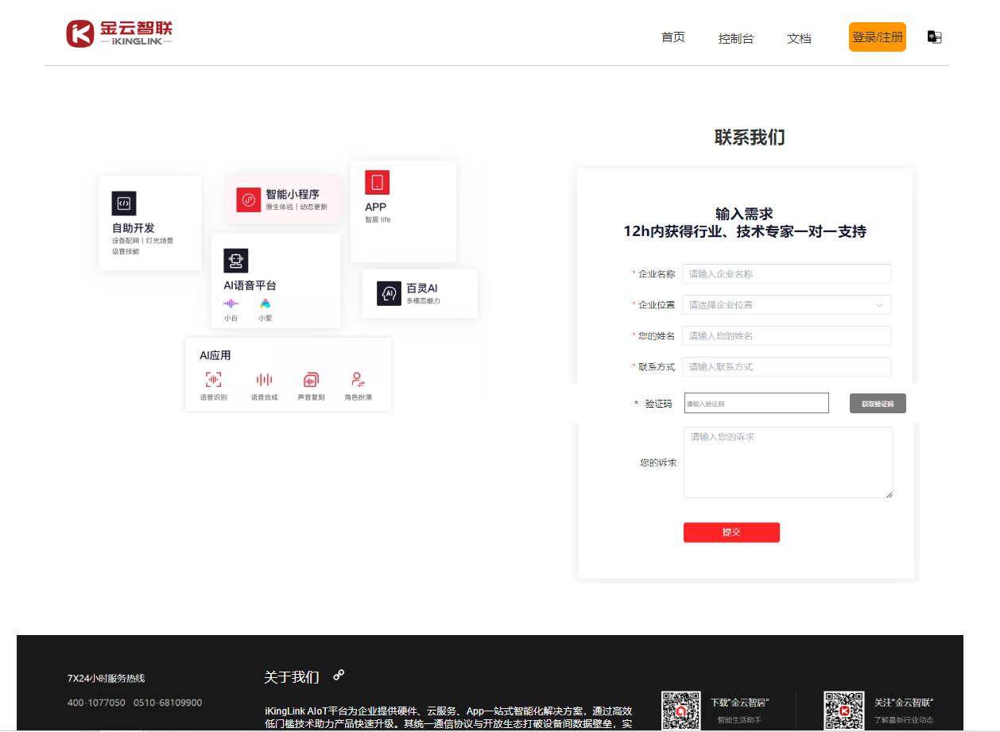 金云智联
iKINGLINK
首页
控制台
文档
登录/注册
联系我们
自助开发
设备配网 | 灯光场景
语音技能
智能小程序
原生体验 | 动态更新
APP
智居 life
AI语音平台
小白
小爱
百灵AI
多模态能力
AI应用
语音识别
语音合成
声音复刻
角色扮演
输入需求
12h内获得行业、技术专家一对一支持
* 企业名称 请输入企业名称
* 企业位置 请选择企业位置
* 您的姓名 请输入您的姓名
* 联系方式 请输入联系方式
* 验证码 请输入验证码 获取验证码
您的诉求 请输入您的诉求
提交
7X24小时服务热线
400-1077050 0510-68109900
关于我们
iKingLink AIoT平台为企业提供硬件、云服务、App一站式智能化解决方案，通过高效
低门槛技术助力产品快速升级。其统一通信协议与开放生态打破设备间数据壁垒，实
下载“金云智居”
智能生活助手
关注“金云智联”
了解最新行业动态